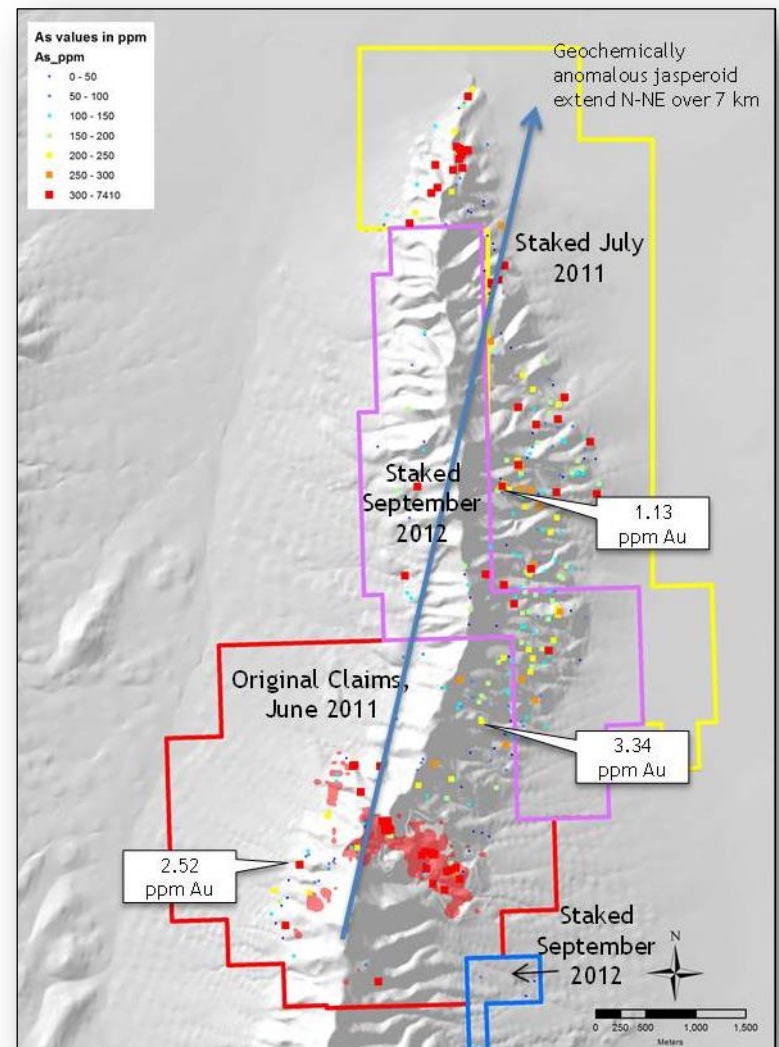 As values in ppm
As_ppm
0 - 50
50 - 100
100 - 150
150 - 200
200 - 250
250 - 300
300 - 7410
Geochemically
anomalous jasperoid
extend N-NE over 7 km
Staked July
2011
Staked
September
2012
1.13
ppm Au
Original Claims,
June 2011
3.34
ppm Au
2.52
ppm Au
Staked
September
2012
N
0 250 500 1,000 1,500
Meters